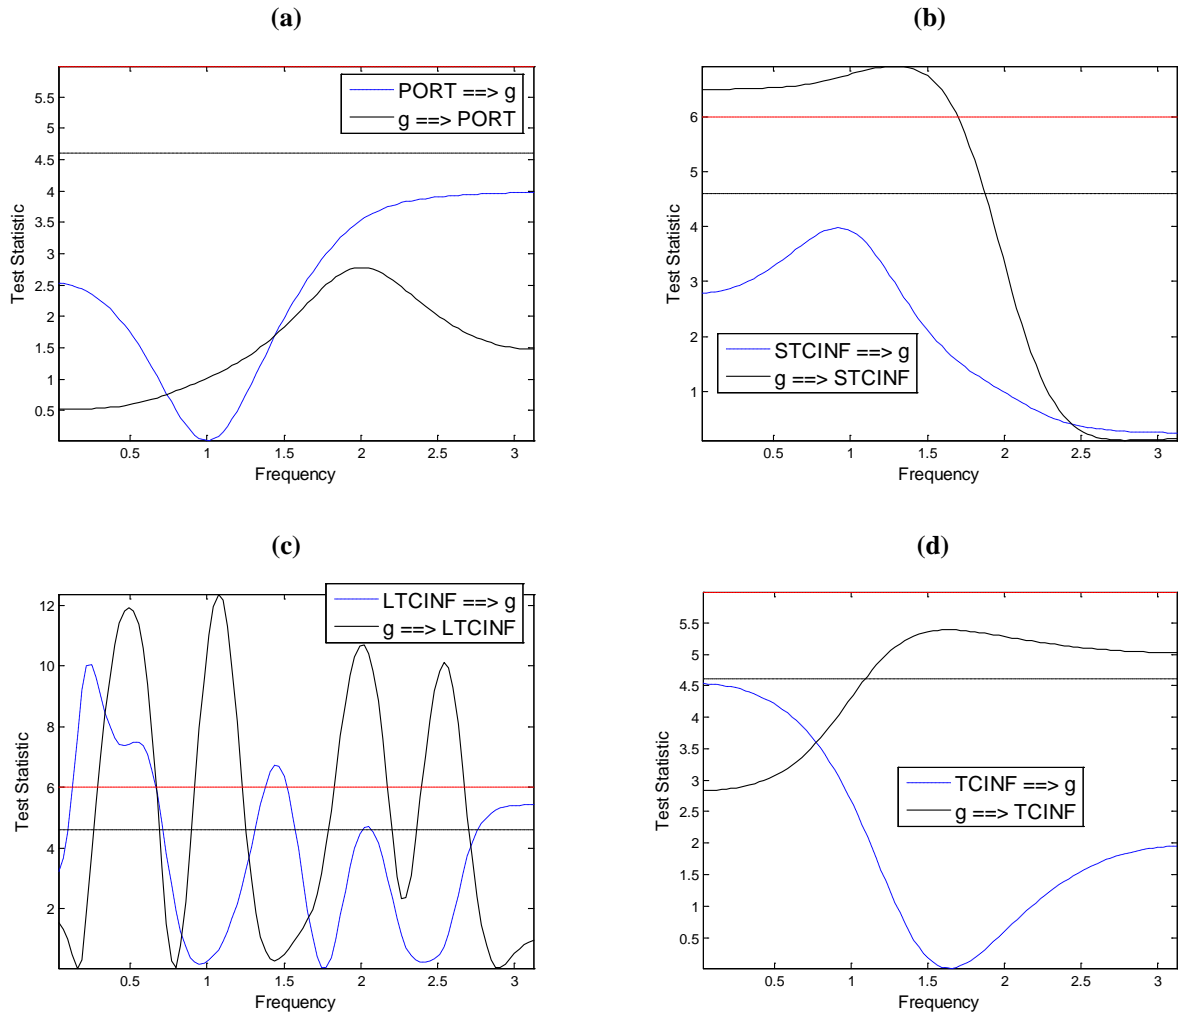 (a)
5.5
5
4.5
4
3.5
3
2.5
2
1.5
1
0.5
Test Statistic
PORT ==> g
g ==> PORT
0.5 1 1.5 2 2.5 3
Frequency
(b)
6
5
4
3
2
1
Test Statistic
STCINF ==> g
g ==> STCINF
0.5 1 1.5 2 2.5 3
Frequency
(c)
12
10
8
6
4
2
Test Statistic
LTCINF ==> g
g ==> LTCINF
0.5 1 1.5 2 2.5 3
Frequency
(d)
5.5
5
4.5
4
3.5
3
2.5
2
1.5
1
0.5
Test Statistic
TCINF ==> g
g ==> TCINF
0.5 1 1.5 2 2.5 3
Frequency